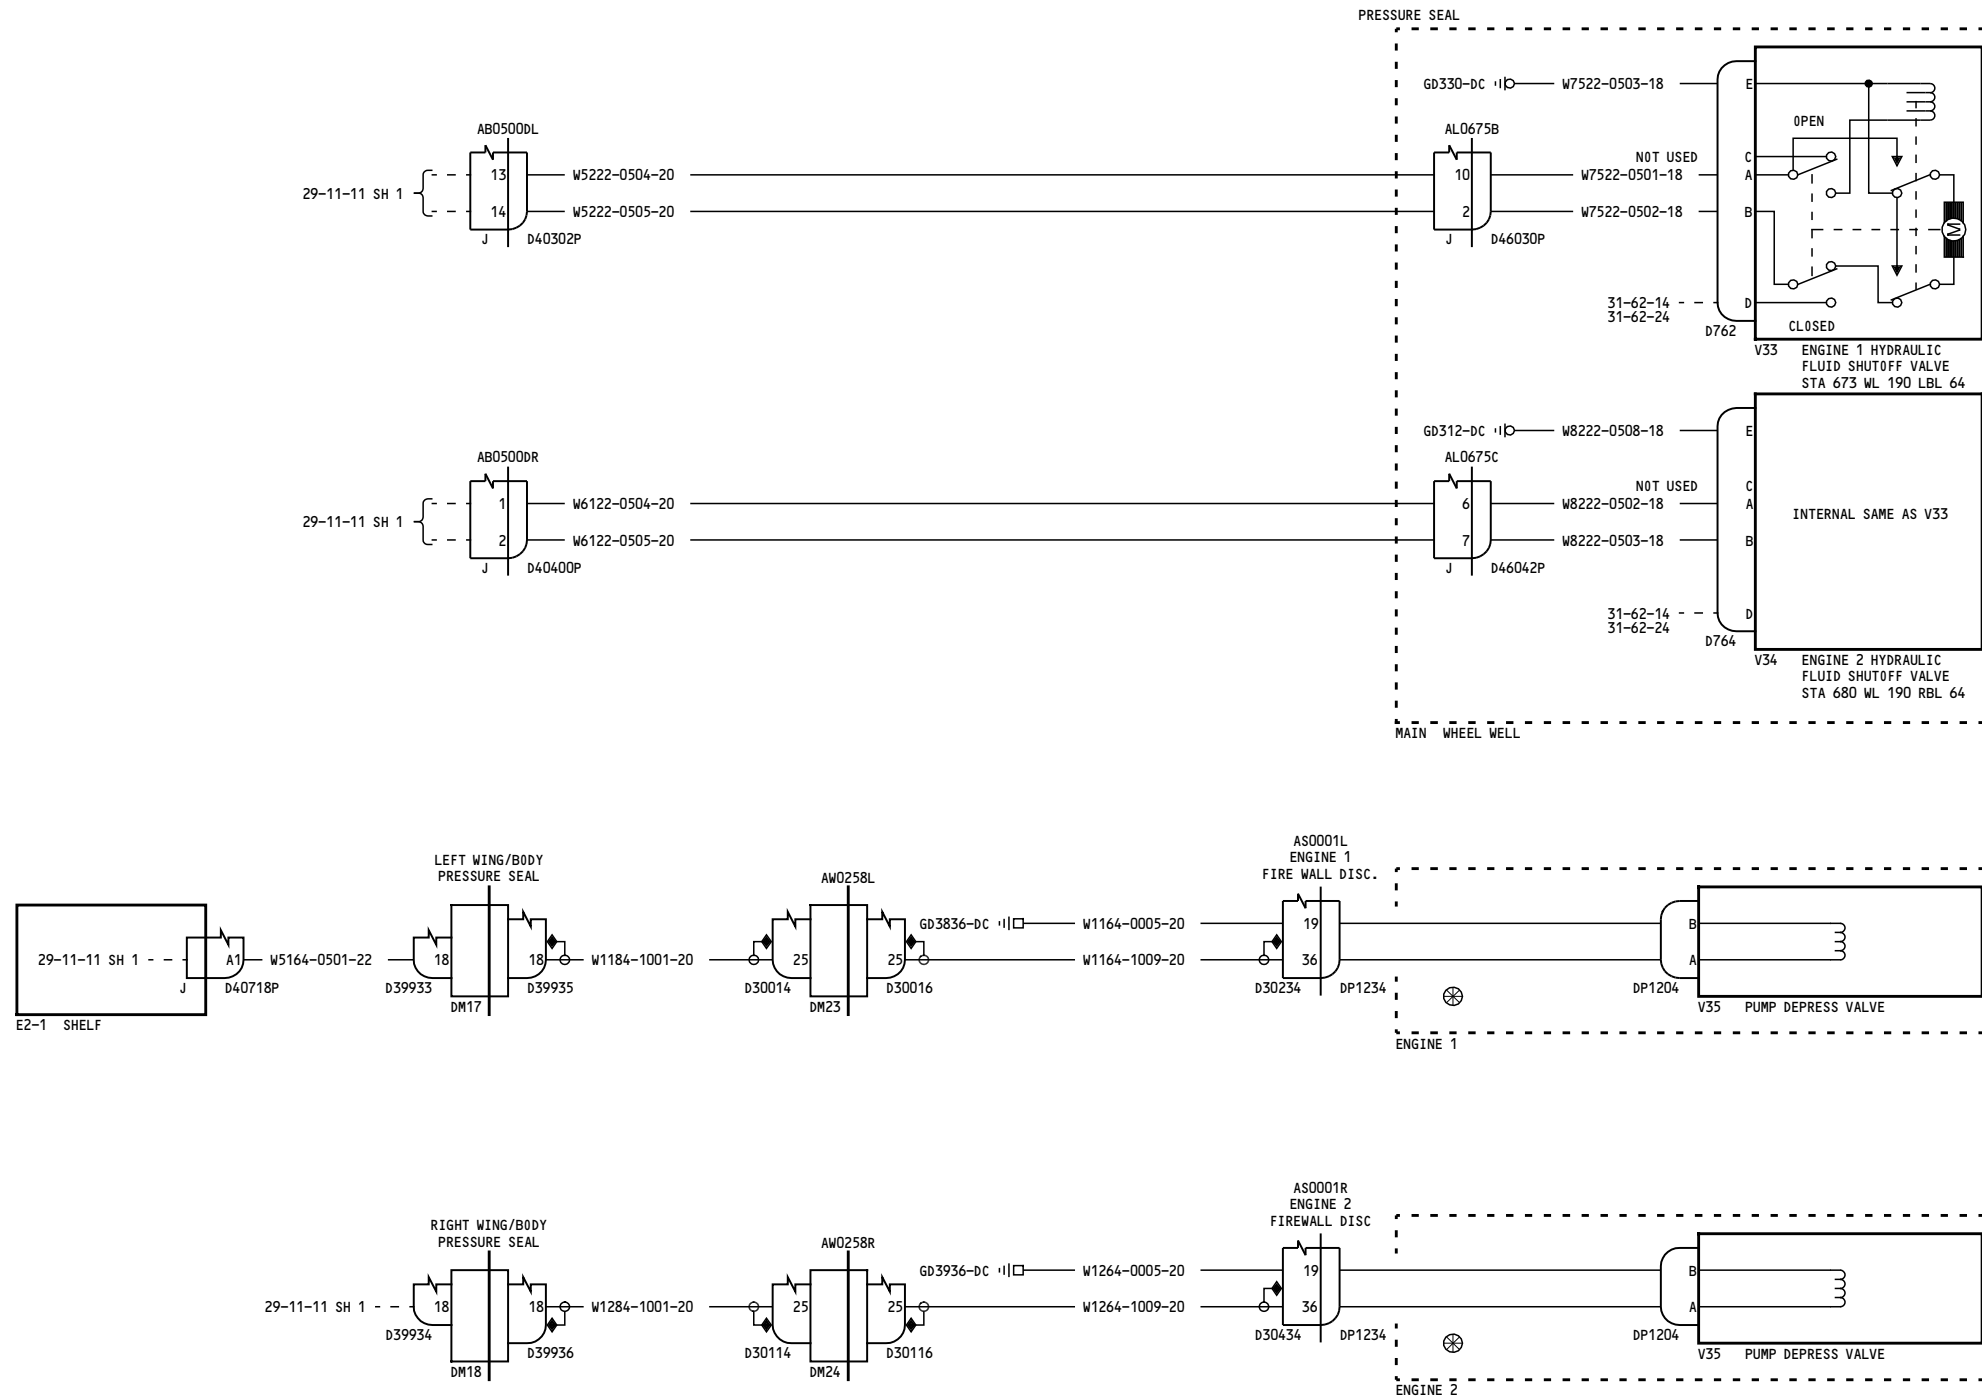 PRESSURE SEAL
GD330-DC W7522-0503-18 E
OPEN
AB0500DL AL0675B
NOT USED C
29-11-11 SH 1 13 W5222-0504-20 10 W7522-0501-18 A
14 W5222-0505-20 2 W7522-0502-18 B
M
J D40302P J D46030P
31-62-14 D
31-62-24
D762 CLOSED
V33 ENGINE 1 HYDRAULIC
FLUID SHUTOFF VALVE
STA 673 WL 190 LBL 64
GD312-DC W8222-0508-18 E
AB0500DR AL0675C
NOT USED C
29-11-11 SH 1 1 W6122-0504-20 6 W8222-0502-18 A
INTERNAL SAME AS V33
2 W6122-0505-20 7 W8222-0503-18 B
J D40400P J D46042P
31-62-14 D
31-62-24
D764
V34 ENGINE 2 HYDRAULIC
FLUID SHUTOFF VALVE
STA 680 WL 190 RBL 64
MAIN WHEEL WELL
AS0001L
ENGINE 1
FIRE WALL DISC.
LEFT WING/BODY
PRESSURE SEAL
AW0258L
GD3836-DC W1164-0005-20 19 B
29-11-11 SH 1 A1 W5164-0501-22 18 18 W1184-1001-20 25 25 W1164-1009-20 36 A
J D40718P D39933 D39935 D30014 D30016 D30234 DP1234 DP1204
DM17 DM23 V35 PUMP DEPRESS VALVE
E2-1 SHELF
ENGINE 1
AS0001R
ENGINE 2
FIREWALL DISC
RIGHT WING/BODY
PRESSURE SEAL
AW0258R
GD3936-DC W1264-0005-20 19 B
29-11-11 SH 1 18 18 W1284-1001-20 25 25 W1264-1009-20 36 A
D39934 D39936 D30114 D30116 D30434 DP1234 DP1204
DM18 DM24 V35 PUMP DEPRESS VALVE
ENGINE 2